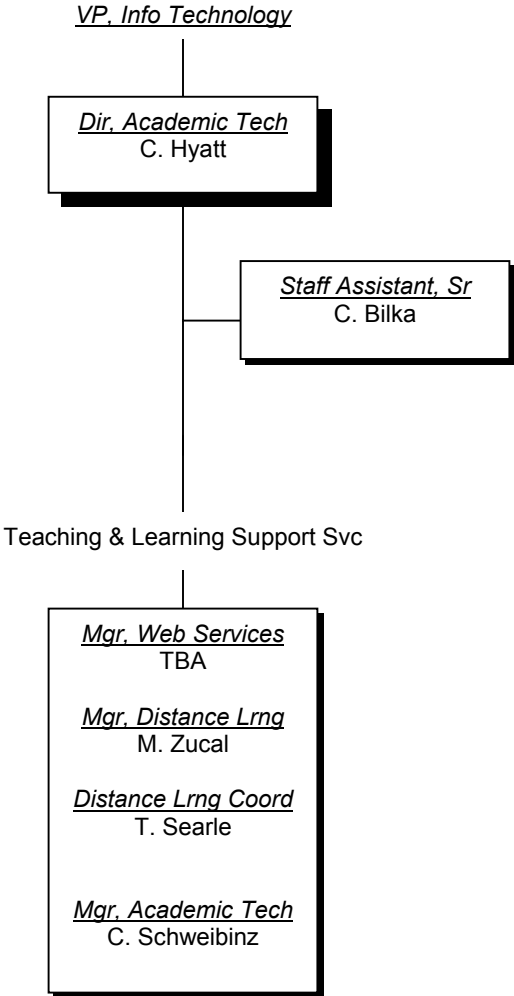 VP, Info Technology
Dir, Academic Tech
C. Hyatt
Staff Assistant, Sr
C. Bilka
Teaching & Learning Support Svc
Mgr, Web Services
TBA
Mgr, Distance Lrng
M. Zucal
Distance Lrng Coord
T. Searle
Mgr, Academic Tech
C. Schweibinz